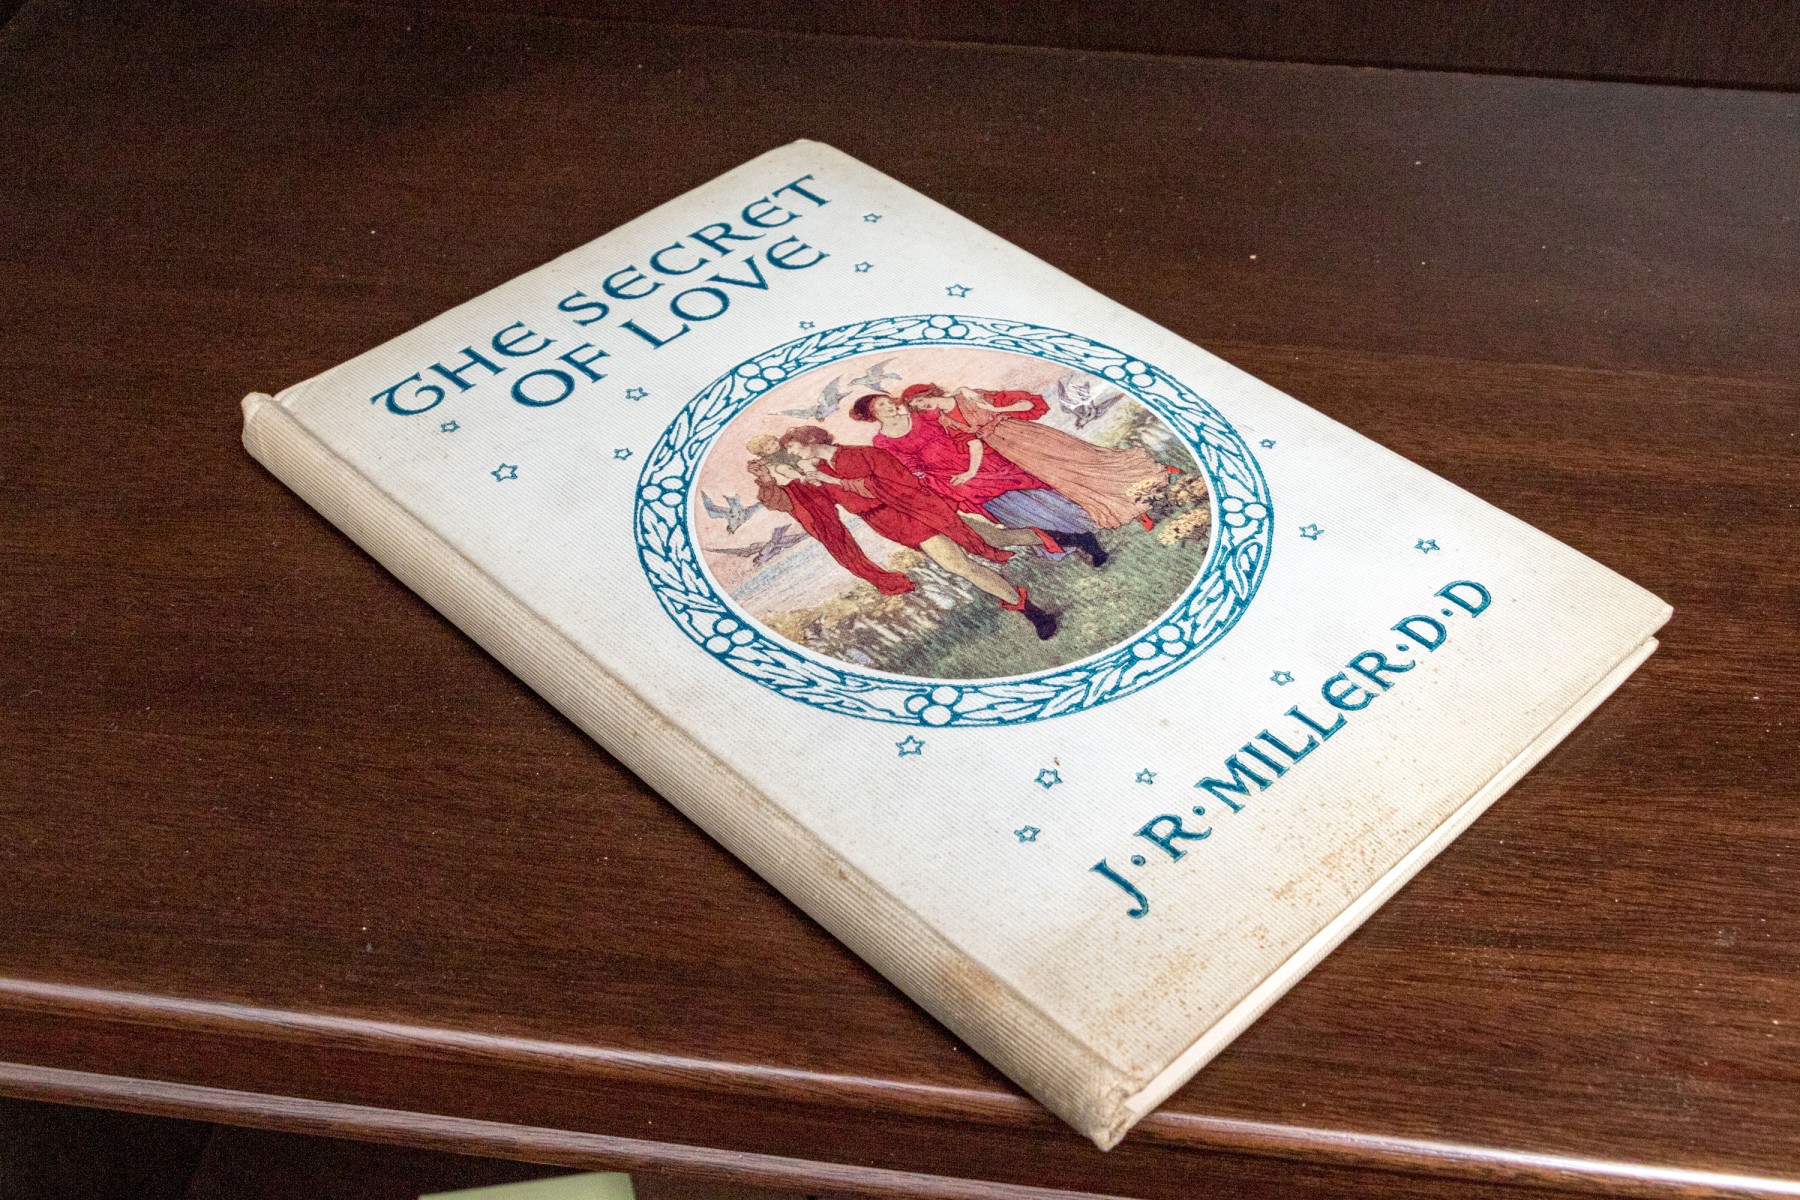 THE SECRET
OF LOVE
J·R·MILLER·D·D